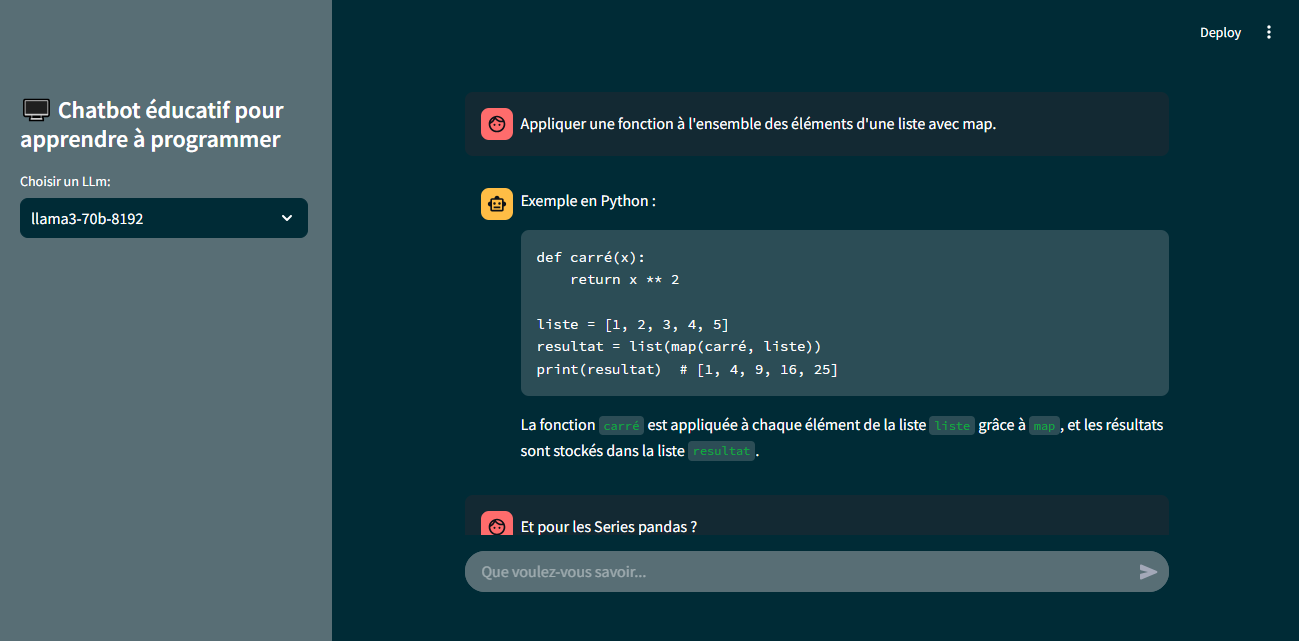 🖥️ Chatbot éducatif pour
apprendre à programmer
Choisir un LLm:
llama3-70b-8192
Deploy
Appliquer une fonction à l'ensemble des éléments d'une liste avec map.
Exemple en Python :
def carré(x):
    return x ** 2
liste = [1, 2, 3, 4, 5]
resultat = list(map(carré, liste))
print(resultat)  # [1, 4, 9, 16, 25]
La fonction carré est appliquée à chaque élément de la liste liste grâce à map, et les résultats
sont stockés dans la liste resultat.
Et pour les Series pandas ?
Que voulez-vous savoir...